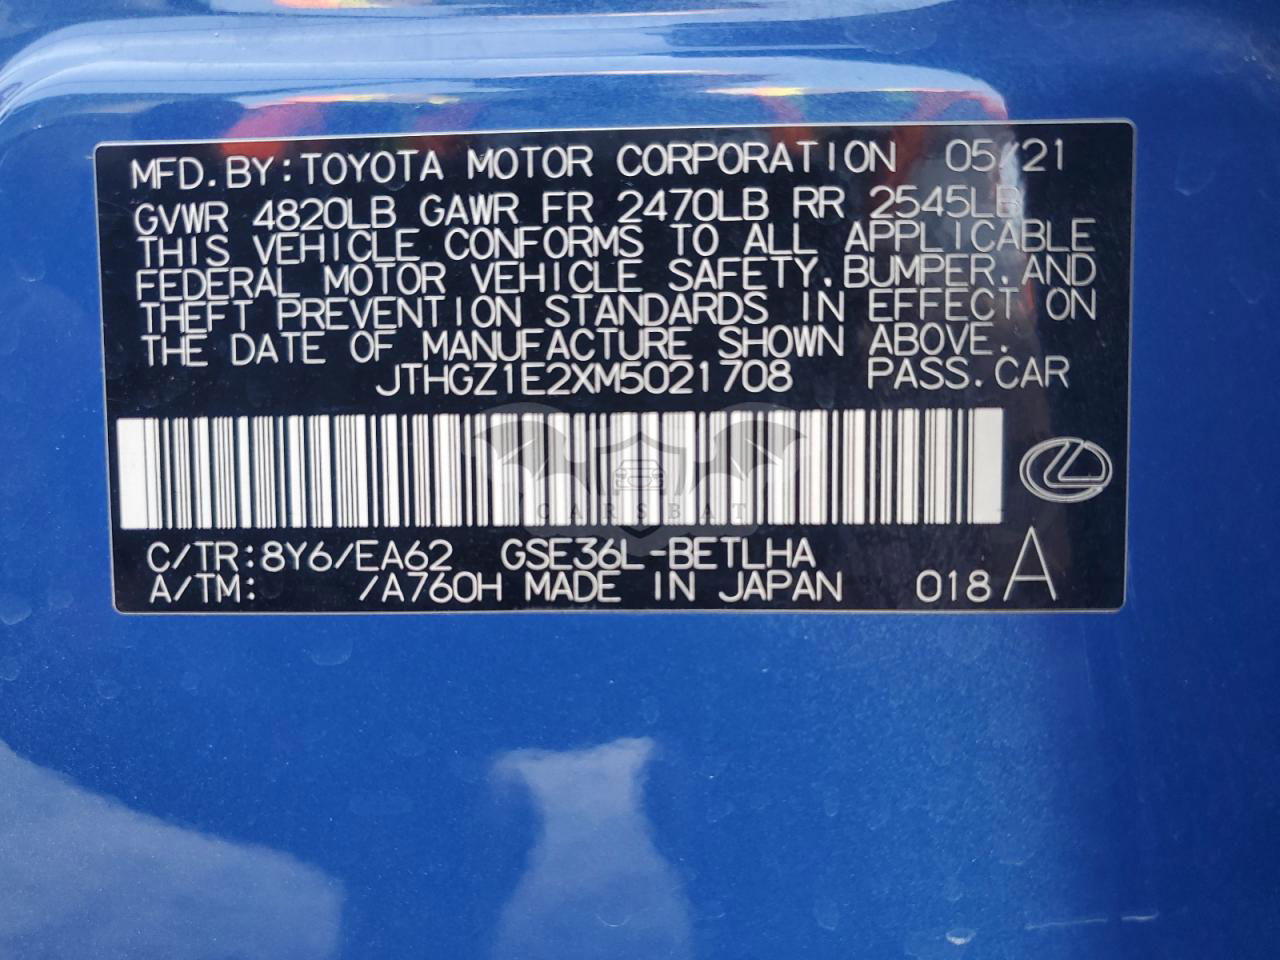 MFD.BY:TOYOTA MOTOR CORPORATION 05/21
GVWR 4820LB GAWR FR 2470LB RR 2545LB
THIS VEHICLE CONFORMS TO ALL APPLICABLE
FEDERAL MOTOR VEHICLE SAFETY,BUMPER,AND
THEFT PREVENTION STANDARDS IN EFFECT ON
THE DATE OF MANUFACTURE SHOWN ABOVE.
JTHGZ1E2XM5021708 PASS.CAR
CARSBAT
C/TR:8Y6/EA62 GSE36L-BETLHA
A/TM: /A760H MADE IN JAPAN 018 A